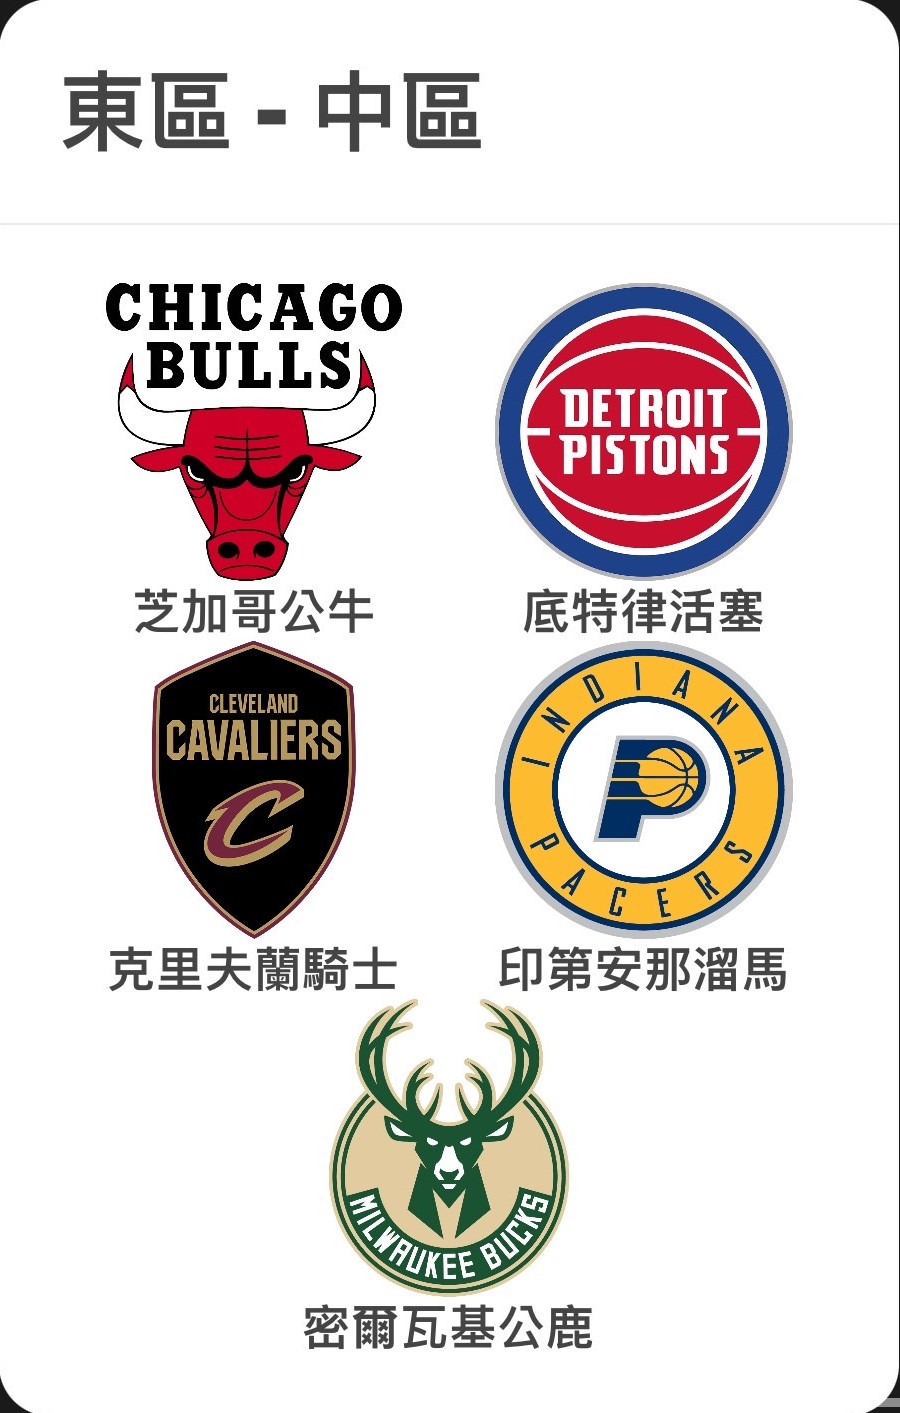 東區 - 中區
CHICAGO
BULLS
DETROIT
PISTONS
芝加哥公牛
底特律活塞
CLEVELAND
CAVALIERS
C
INDIANA
P
PACERS
克里夫蘭騎士
印第安那溜馬
MILWAUKEE BUCKS
密爾瓦基公鹿